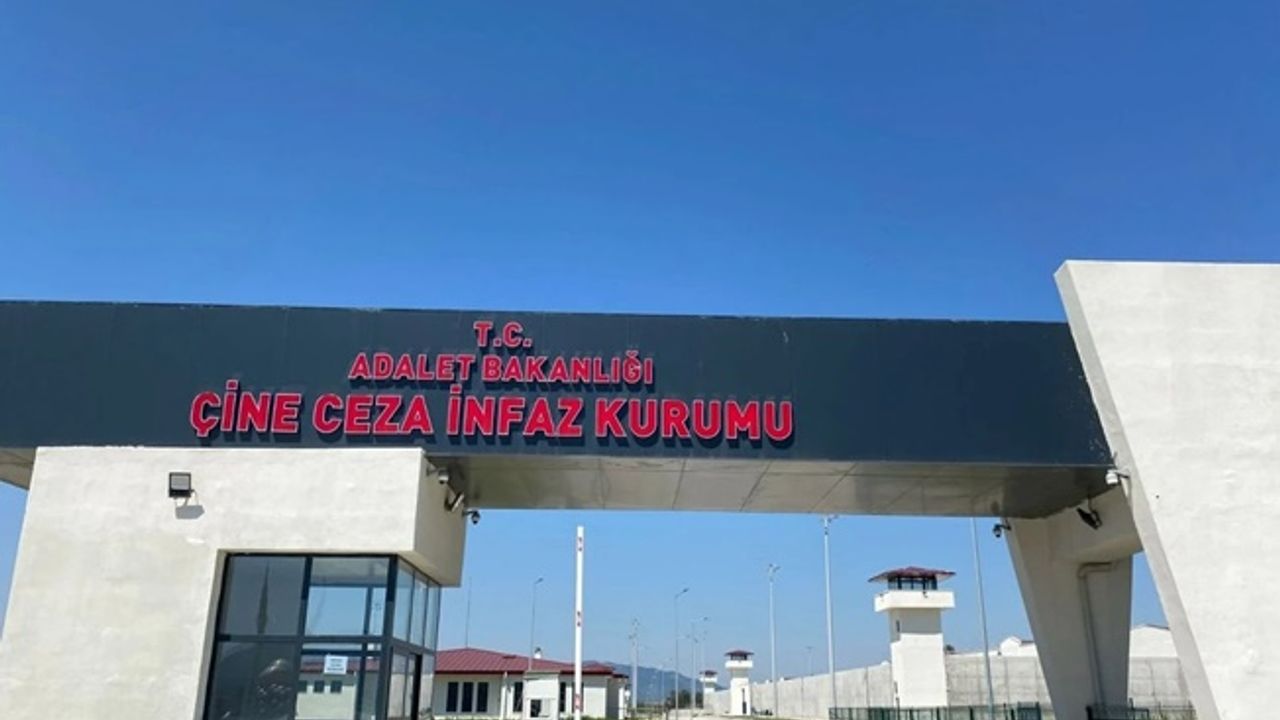 T.C.
ADALET BAKANLIĞI
ÇİNE CEZA İNFAZ KURUMU